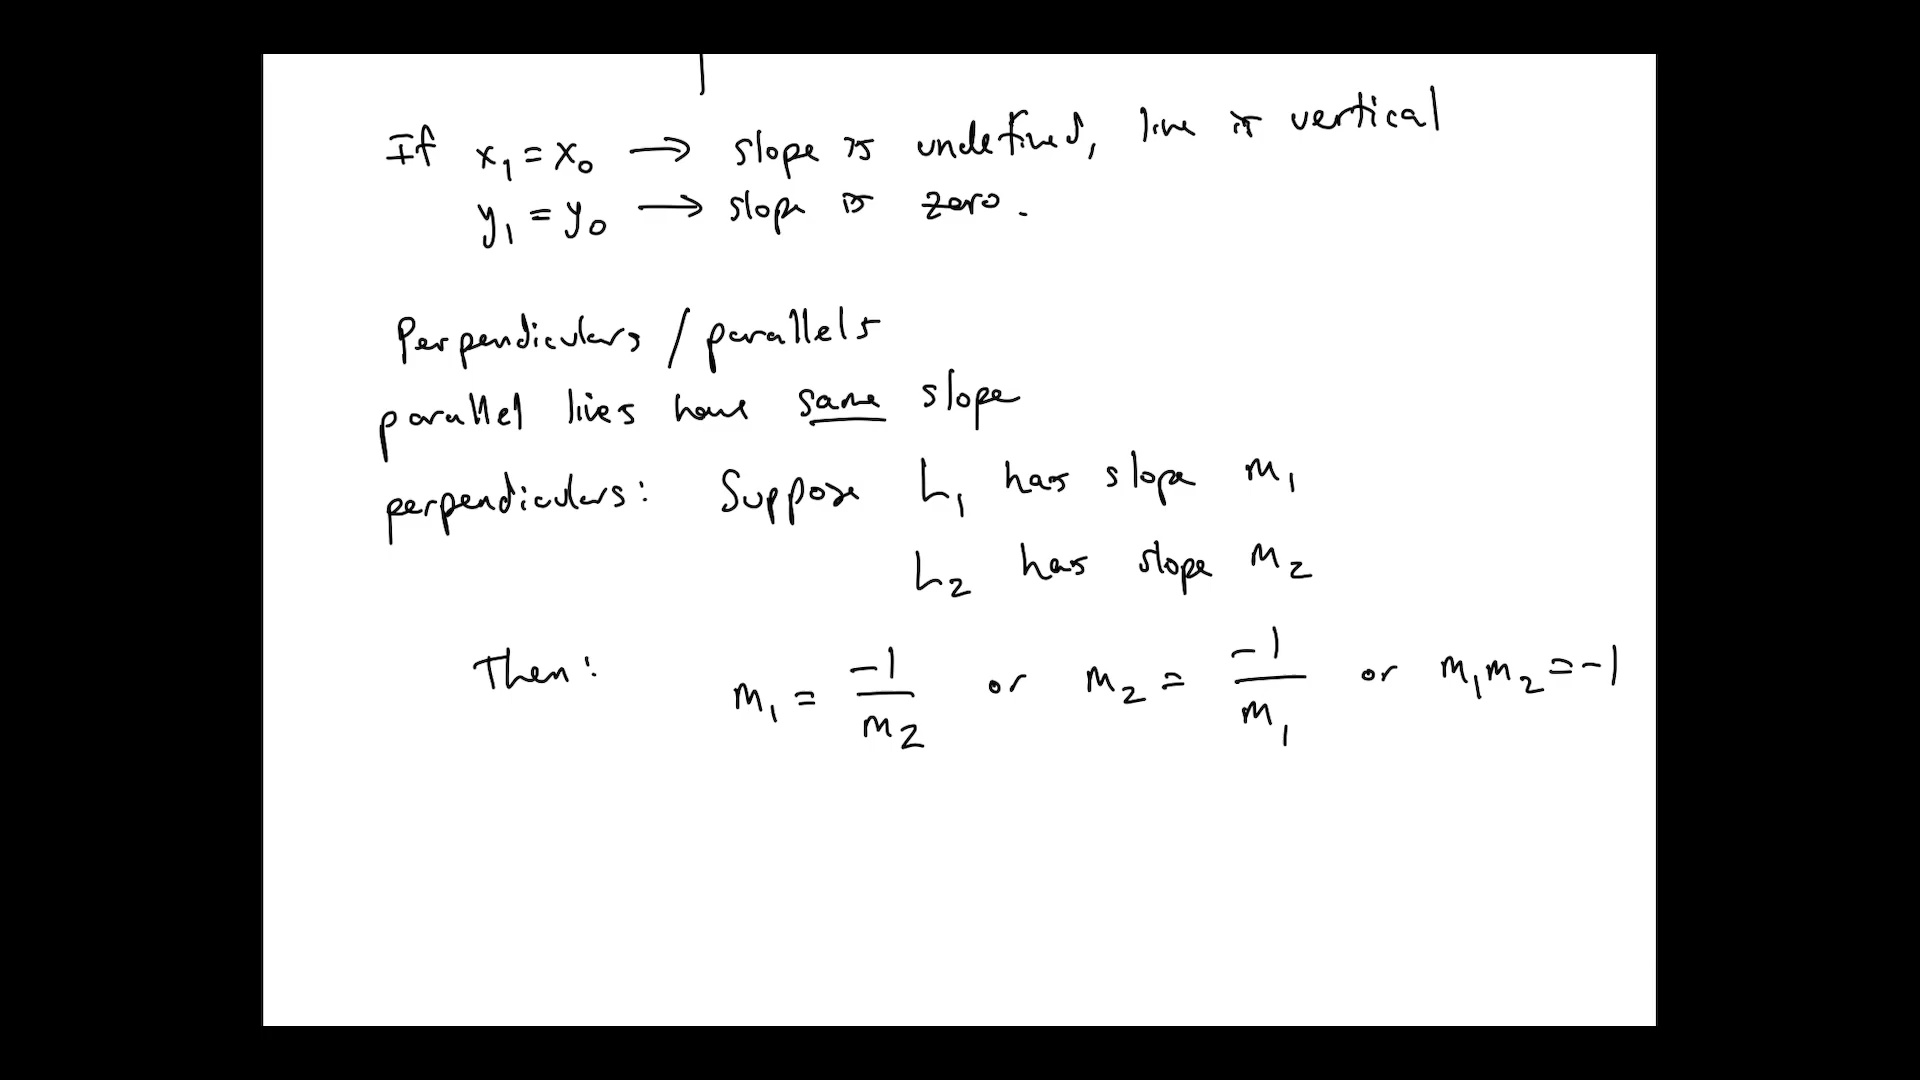 If x₁ = x₀ → slope is undefined, line is vertical
y₁ = y₀ → slope is zero.
Perpendiculars / parallels
parallel lines have same slope
perpendiculars: Suppose L₁ has slope m₁
L₂ has slope m₂
Then: m₁ = -1/m₂ or m₂ = -1/m₁ or m₁m₂ = -1